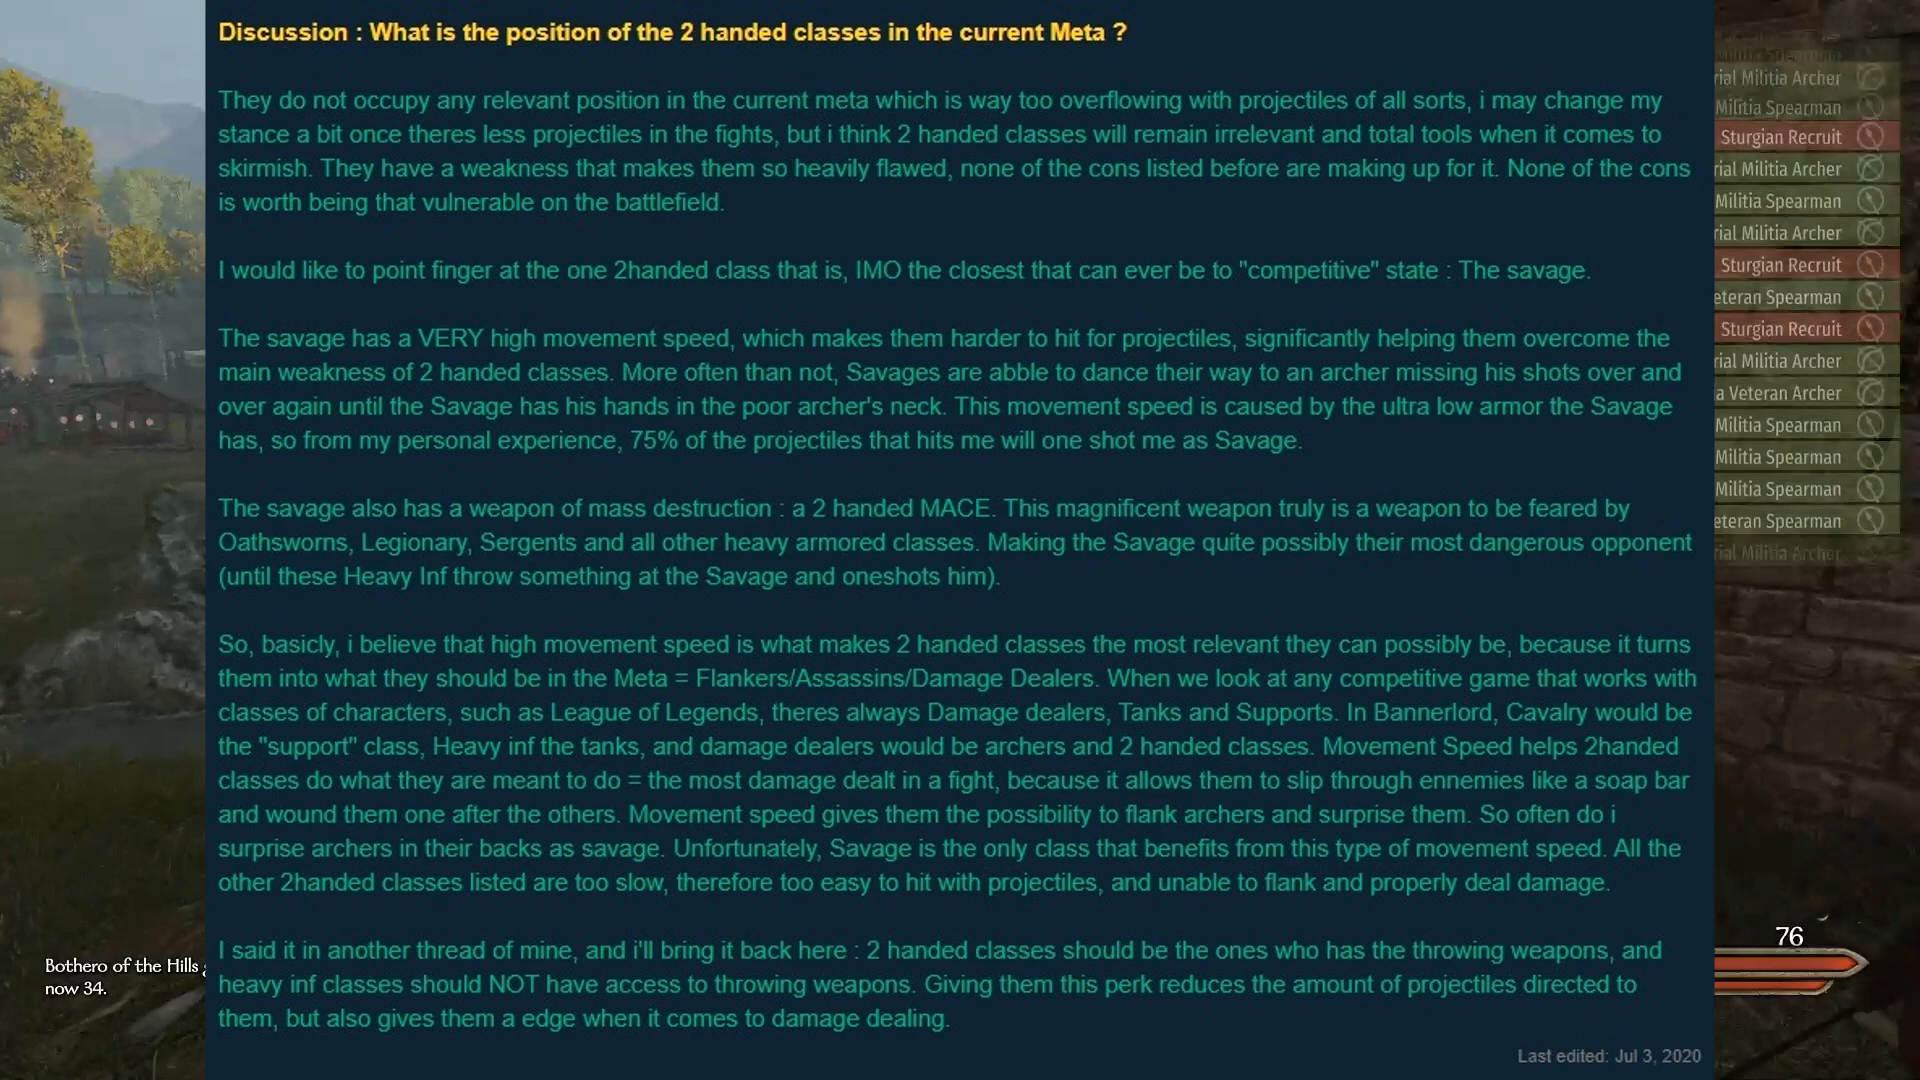 Discussion : What is the position of the 2 handed classes in the current Meta ?
They do not occupy any relevant position in the current meta which is way too overflowing with projectiles of all sorts, i may change my
stance a bit once theres less projectiles in the fights, but i think 2 handed classes will remain irrelevant and total tools when it comes to
skirmish. They have a weakness that makes them so heavily flawed, none of the cons listed before are making up for it. None of the cons
is worth being that vulnerable on the battlefield.
I would like to point finger at the one 2handed class that is, IMO the closest that can ever be to "competitive" state : The savage.
The savage has a VERY high movement speed, which makes them harder to hit for projectiles, significantly helping them overcome the
main weakness of 2 handed classes. More often than not, Savages are abble to dance their way to an archer missing his shots over and
over again until the Savage has his hands in the poor archer's neck. This movement speed is caused by the ultra low armor the Savage
has, so from my personal experience, 75% of the projectiles that hits me will one shot me as Savage.
The savage also has a weapon of mass destruction : a 2 handed MACE. This magnificent weapon truly is a weapon to be feared by
Oathsworns, Legionary, Sergents and all other heavy armored classes. Making the Savage quite possibly their most dangerous opponent
(until these Heavy Inf throw something at the Savage and oneshots him).
So, basicly, i believe that high movement speed is what makes 2 handed classes the most relevant they can possibly be, because it turns
them into what they should be in the Meta = Flankers/Assassins/Damage Dealers. When we look at any competitive game that works with
classes of characters, such as League of Legends, theres always Damage dealers, Tanks and Supports. In Bannerlord, Cavalry would be
the "support" class, Heavy inf the tanks, and damage dealers would be archers and 2 handed classes. Movement Speed helps 2handed
classes do what they are meant to do = the most damage dealt in a fight, because it allows them to slip through ennemies like a soap bar
and wound them one after the others. Movement speed gives them the possibility to flank archers and surprise them. So often do i
surprise archers in their backs as savage. Unfortunately, Savage is the only class that benefits from this type of movement speed. All the
other 2handed classes listed are too slow, therefore too easy to hit with projectiles, and unable to flank and properly deal damage.
I said it in another thread of mine, and i'll bring it back here : 2 handed classes should be the ones who has the throwing weapons, and
heavy inf classes should NOT have access to throwing weapons. Giving them this perk reduces the amount of projectiles directed to
them, but also gives them a edge when it comes to damage dealing.
Last edited: Jul 3, 2020
rial Militia Archer
Militia Spearman
Sturgian Recruit
rial Militia Archer
Militia Spearman
rial Militia Archer
Sturgian Recruit
eteran Spearman
Sturgian Recruit
rial Militia Archer
a Veteran Archer
Militia Spearman
Militia Spearman
Militia Spearman
eteran Spearman
rial Militia Archer
76
Bothero of the Hills
now 34.